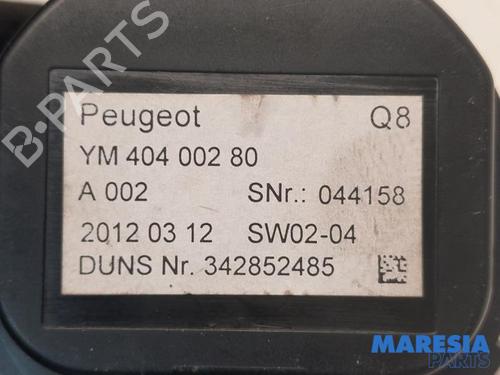 B-PARTS
Peugeot Q8
YM 404 002 80
A 002 SNr.: 044158
2012 03 12 SW02-04
DUNS Nr. 342852485
MARESIA
PARTS